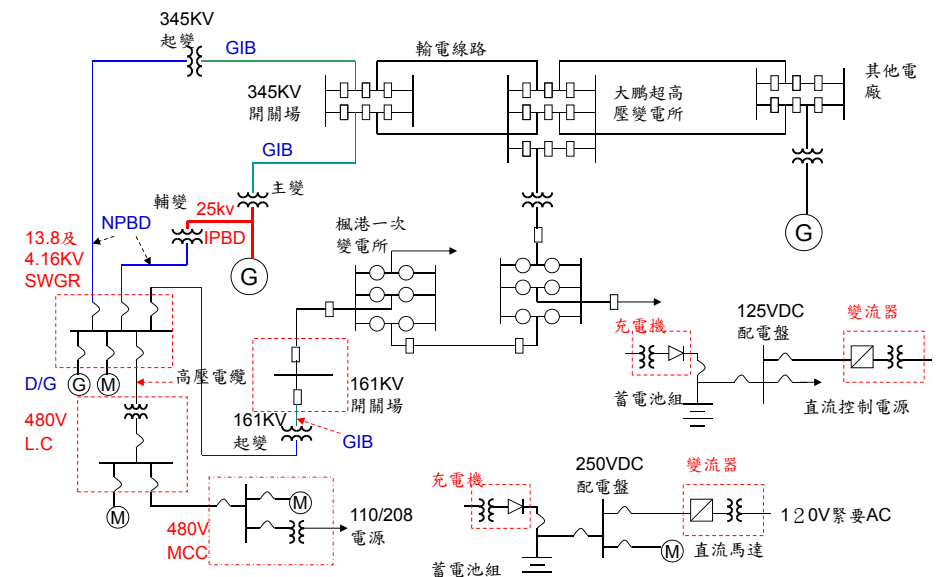 345KV
起變
GIB
輸電線路
345KV
開關場
大鵬超高
壓變電所
其他電
廠
GIB
主變
輔變
25kv
NPBD
IPBD
G
G
13.8及
4.16KV
SWGR
楓港一次
變電所
充電機
125VDC
配電盤
變流器
D/G
G
M
高壓電纜
161KV
開關場
蓄電池組
直流控制電源
480V
L.C
161KV
起變
GIB
250VDC
配電盤
變流器
充電機
M
M
480V
MCC
110/208
電源
120V緊要AC
M
直流馬達
蓄電池組